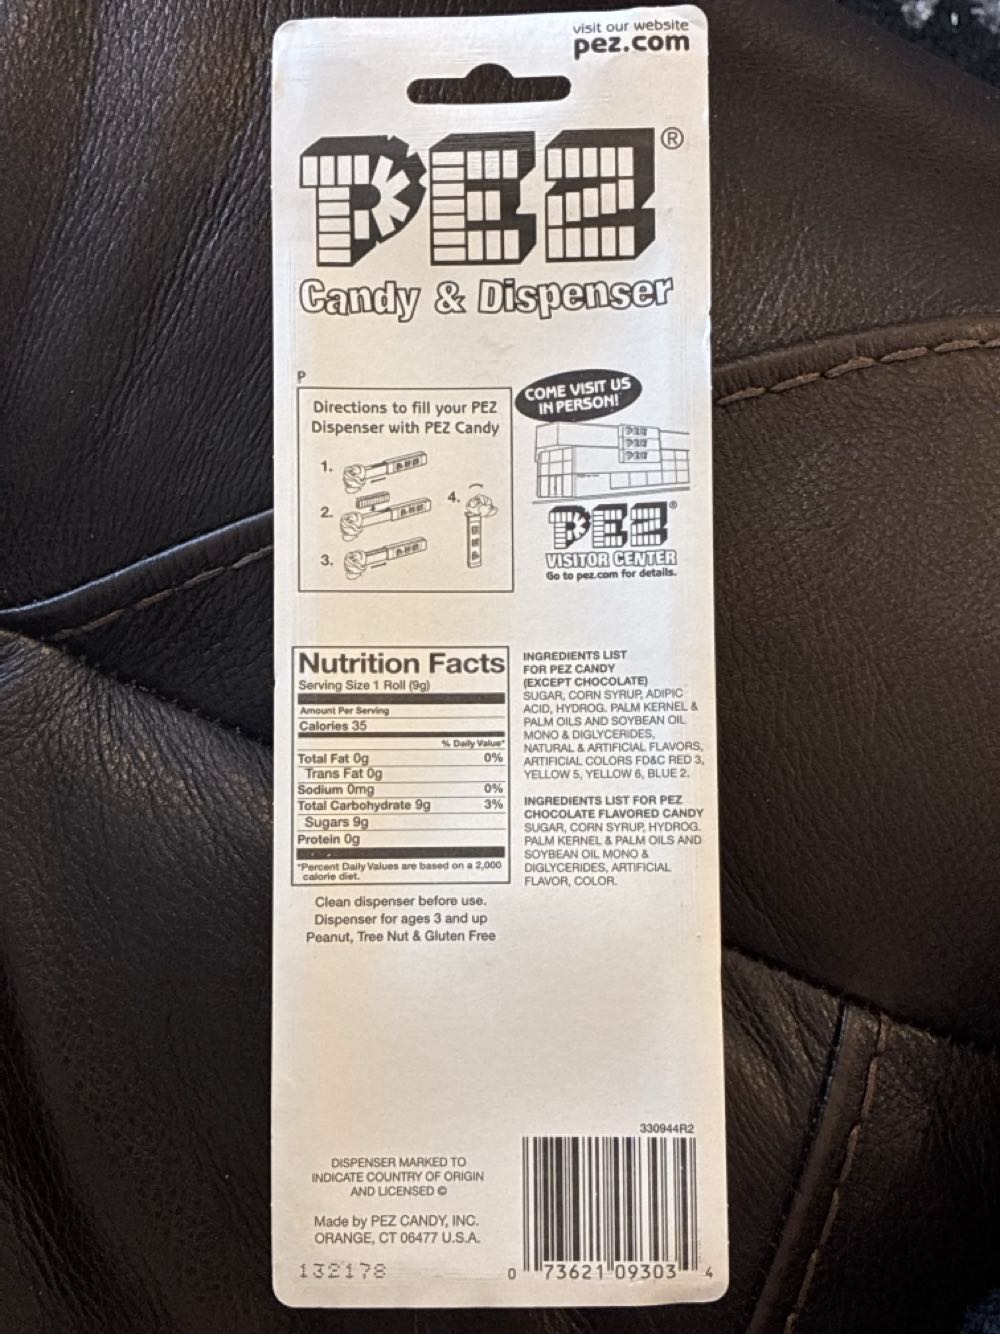 visit our website
pez.com
PEZ®
Candy & Dispenser
P
Directions to fill your PEZ
Dispenser with PEZ Candy
1.
2.
3.
4.
COME VISIT US
IN PERSON!
PEZ
PEZ
PEZ
PEZ®
VISITOR CENTER
Go to pez.com for details.
Nutrition Facts
Serving Size 1 Roll (9g)
Amount Per Serving
Calories 35
% Daily Value*
Total Fat 0g 0%
Trans Fat 0g
Sodium 0mg 0%
Total Carbohydrate 9g 3%
Sugars 9g
Protein 0g
*Percent Daily Values are based on a 2,000
calorie diet.
Clean dispenser before use.
Dispenser for ages 3 and up
Peanut, Tree Nut & Gluten Free
INGREDIENTS LIST
FOR PEZ CANDY
(EXCEPT CHOCOLATE)
SUGAR, CORN SYRUP, ADIPIC
ACID, HYDROG. PALM KERNEL &
PALM OILS AND SOYBEAN OIL
MONO & DIGLYCERIDES,
NATURAL & ARTIFICIAL FLAVORS,
ARTIFICIAL COLORS FD&C RED 3,
YELLOW 5, YELLOW 6, BLUE 2.
INGREDIENTS LIST FOR PEZ
CHOCOLATE FLAVORED CANDY
SUGAR, CORN SYRUP, HYDROG.
PALM KERNEL & PALM OILS AND
SOYBEAN OIL MONO &
DIGLYCERIDES, ARTIFICIAL
FLAVOR, COLOR.
DISPENSER MARKED TO
INDICATE COUNTRY OF ORIGIN
AND LICENSED ©
Made by PEZ CANDY, INC.
ORANGE, CT 06477 U.S.A.
132178
330944R2
0 73621 09303 4